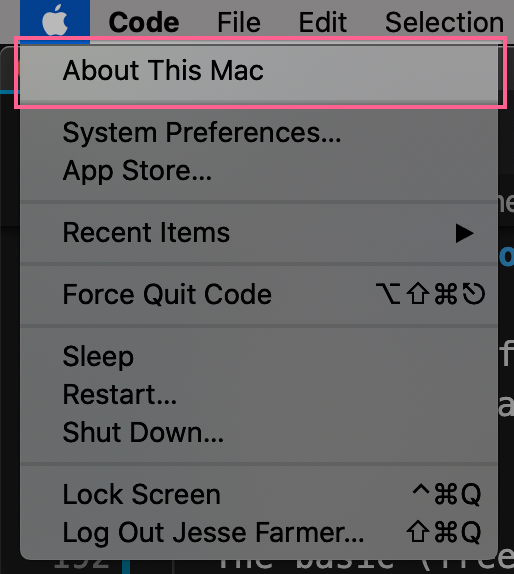 Code File Edit Selection
About This Mac
System Preferences...
App Store...
Recent Items ▶
Force Quit Code ⌥⇧⌘⎋
Sleep
Restart...
Shut Down...
Lock Screen ^⌘Q
Log Out Jesse Farmer... ⇧⌘Q
192 The basic (free